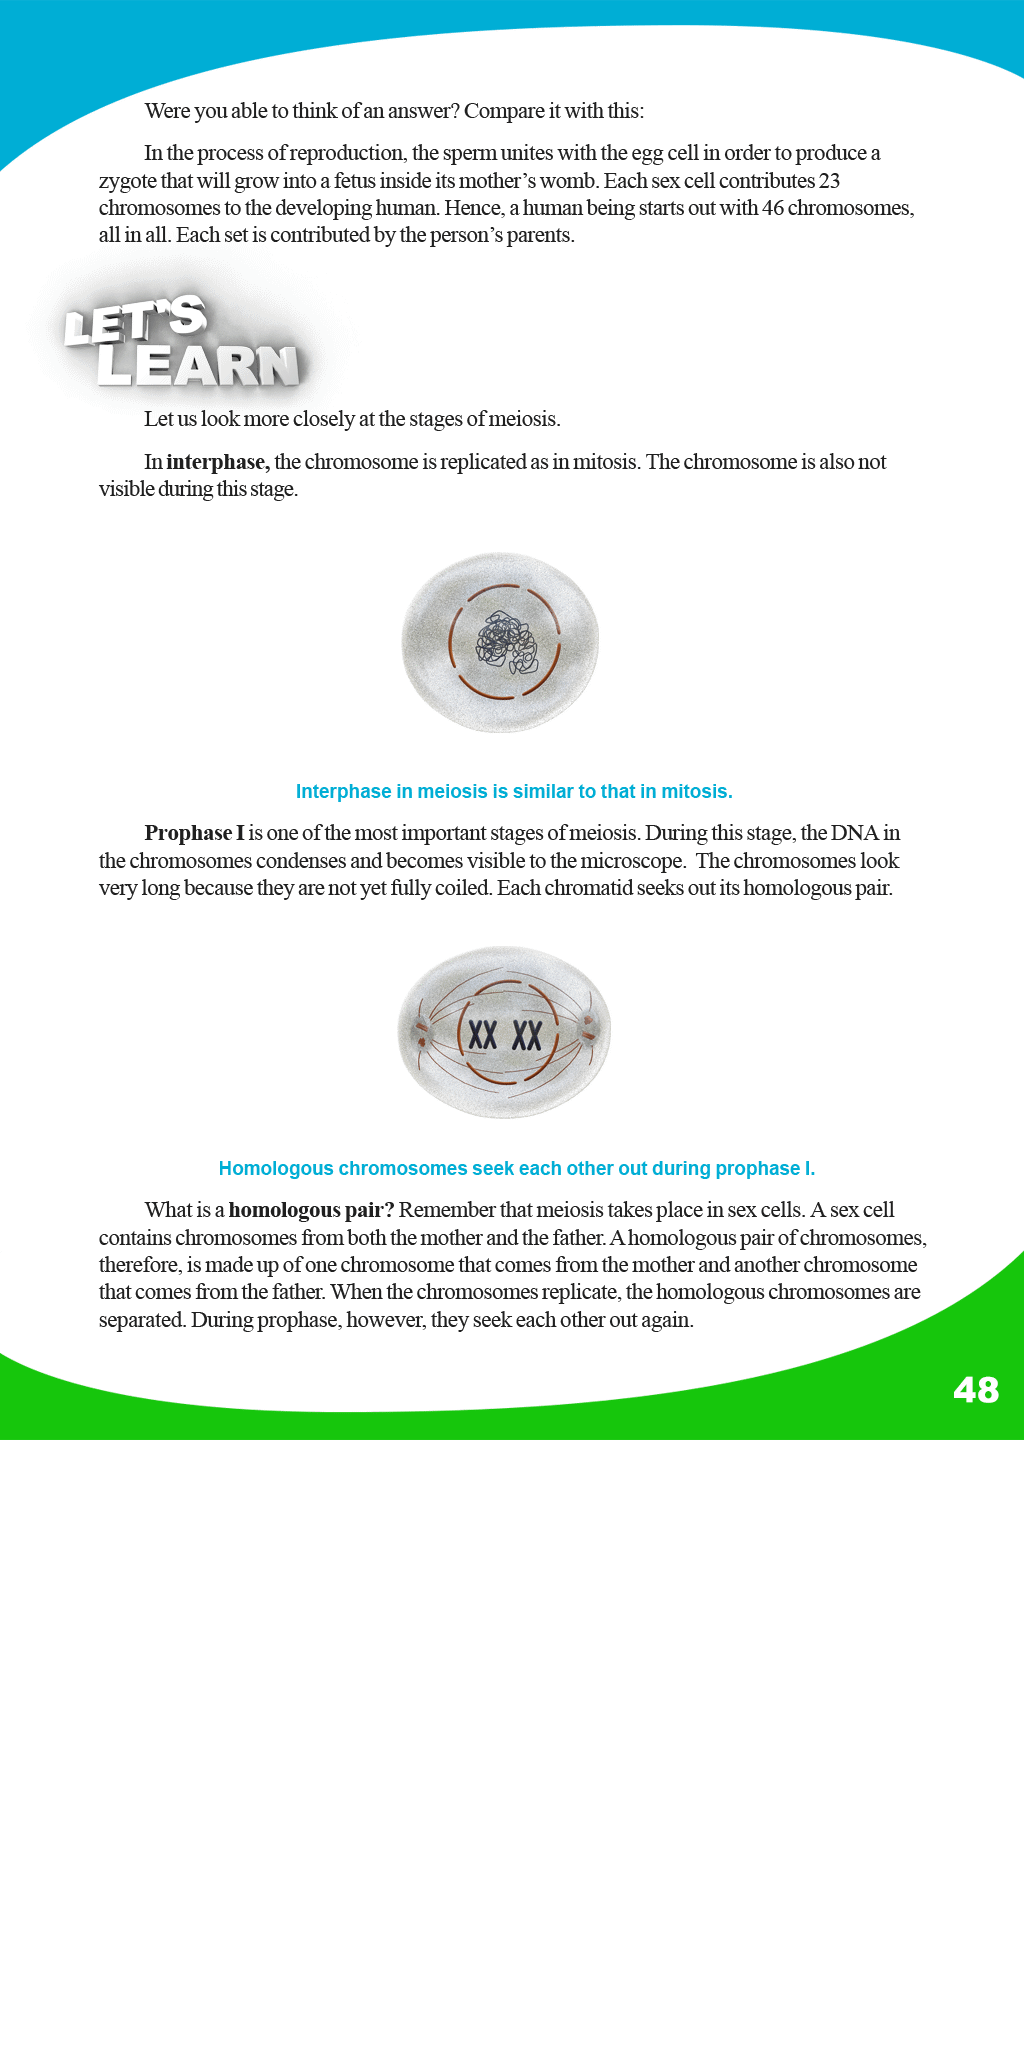 Were you able to think of an answer? Compare it with this:
In the process of reproduction, the sperm unites with the egg cell in order to produce a
zygote that will grow into a fetus inside its mother's womb. Each sex cell contributes 23
chromosomes to the developing human. Hence, a human being starts out with 46 chromosomes,
all in all. Each set is contributed by the person's parents.
LET'S
LEARN
Let us look more closely at the stages of meiosis.
In interphase, the chromosome is replicated as in mitosis. The chromosome is also not
visible during this stage.
Interphase in meiosis is similar to that in mitosis.
Prophase I is one of the most important stages of meiosis. During this stage, the DNA in
the chromosomes condenses and becomes visible to the microscope.  The chromosomes look
very long because they are not yet fully coiled. Each chromatid seeks out its homologous pair.
Homologous chromosomes seek each other out during prophase I.
What is a homologous pair? Remember that meiosis takes place in sex cells. A sex cell
contains chromosomes from both the mother and the father. A homologous pair of chromosomes,
therefore, is made up of one chromosome that comes from the mother and another chromosome
that comes from the father. When the chromosomes replicate, the homologous chromosomes are
separated. During prophase, however, they seek each other out again.
48